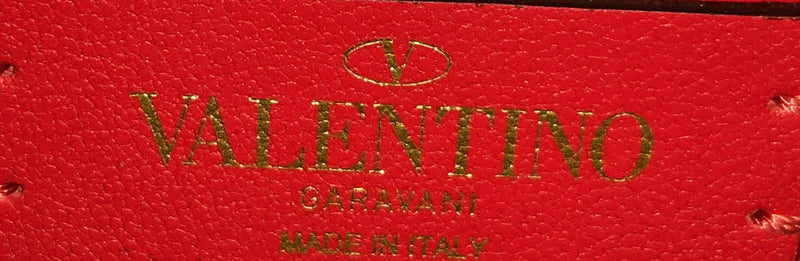 V
VALENTINO
GARAVANI
MADE IN ITALY